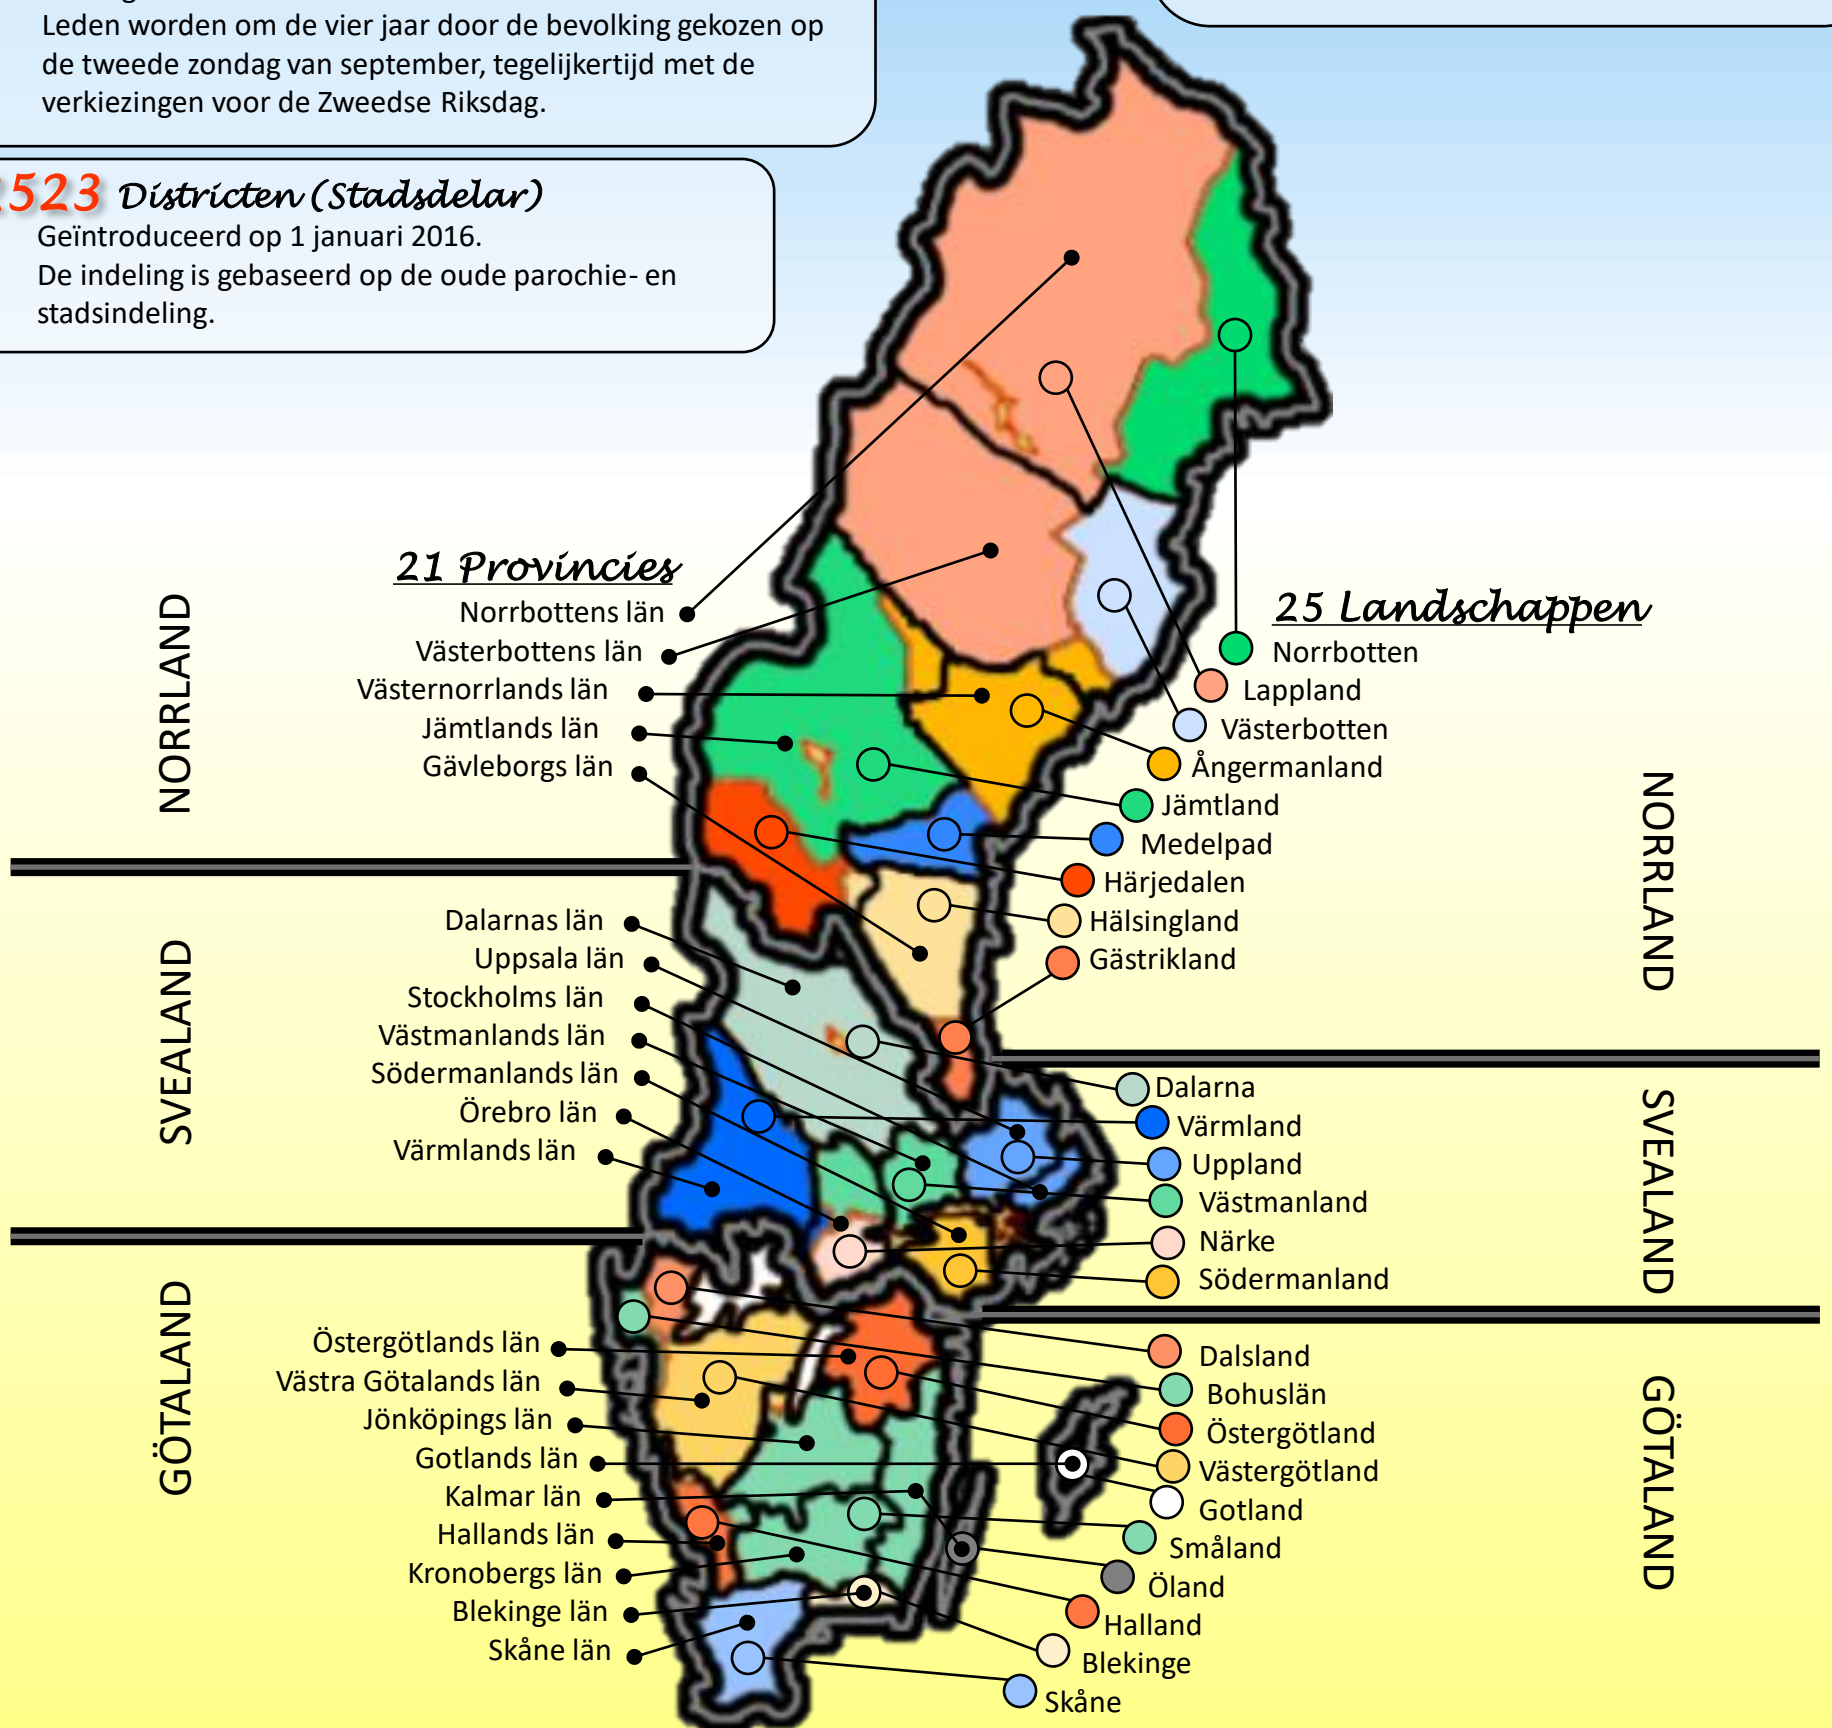 Leden worden om de vier jaar door de bevolking gekozen op
de tweede zondag van september, tegelijkertijd met de
verkiezingen voor de Zweedse Riksdag.
523 Districten (Stadsdelar)
Geïntroduceerd op 1 januari 2016.
De indeling is gebaseerd op de oude parochie- en
stadsindeling.
21 Provincies
Norrbottens län
Västerbottens län
Västernorrlands län
Jämtlands län
Gävleborgs län
NORRLAND
Dalarnas län
Uppsala län
Stockholms län
Västmanlands län
Södermanlands län
Örebro län
Värmlands län
SVEALAND
Östergötlands län
Västra Götalands län
Jönköpings län
Gotlands län
Kalmar län
Hallands län
Kronobergs län
Blekinge län
Skåne län
GÖTALAND
25 Landschappen
Norrbotten
Lappland
Västerbotten
Ångermanland
Jämtland
Medelpad
Härjedalen
Hälsingland
Gästrikland
NORRLAND
Dalarna
Värmland
Uppland
Västmanland
Närke
Södermanland
SVEALAND
Dalsland
Bohuslän
Östergötland
Västergötland
Gotland
Småland
Öland
Halland
Blekinge
Skåne
GÖTALAND